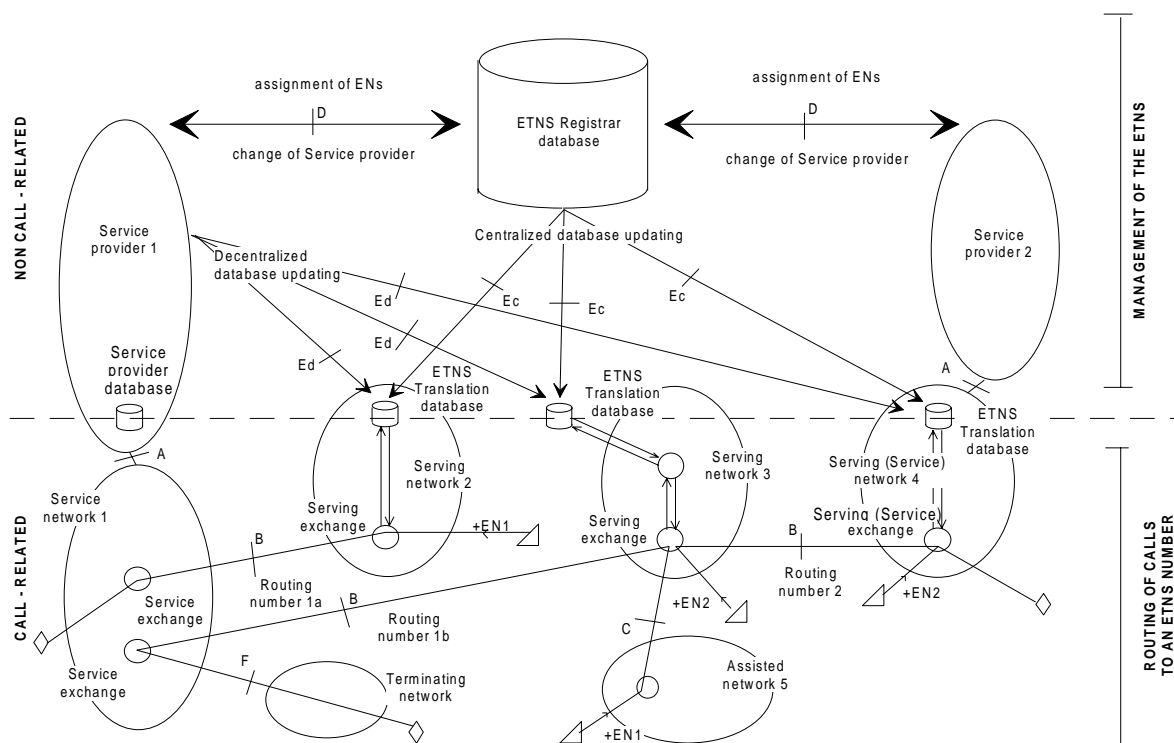 assignment of ENs
D
change of Service provider
ETNS Registrar
database
assignment of ENs
D
change of Service provider
NON CALL - RELATED
MANAGEMENT OF THE ETNS
Service
provider 1
Decentralized
database updating
Centralized database updating
Service
provider 2
Ed
Ec
Ec
Ec
Ed
Ed
Service
provider
database
ETNS
Translation
database
ETNS
Translation
database
A
ETNS
Translation
database
A
Service
network 1
Serving
network 2
Serving
exchange
+EN1
Serving
network 3
Serving
exchange
Serving (Service)
network 4
Serving (Service)
exchange
CALL - RELATED
ROUTING OF CALLS
TO AN ETNS NUMBER
B
Routing
number 1a
B
Routing
number 1b
B
Routing
number 2
+EN2
+EN2
Service
exchange
Service
exchange
C
F
Terminating
network
Assisted
network 5
+EN1